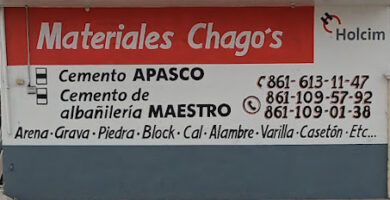 Materiales Chago's
Holcim
Cemento APASCO
Cemento de
albañilería MAESTRO
861-613-11-47
861-109-57-92
861-109-01-38
Arena·Grava·Piedra·Block·Cal·Alambre·Varilla·Casetón·Etc...